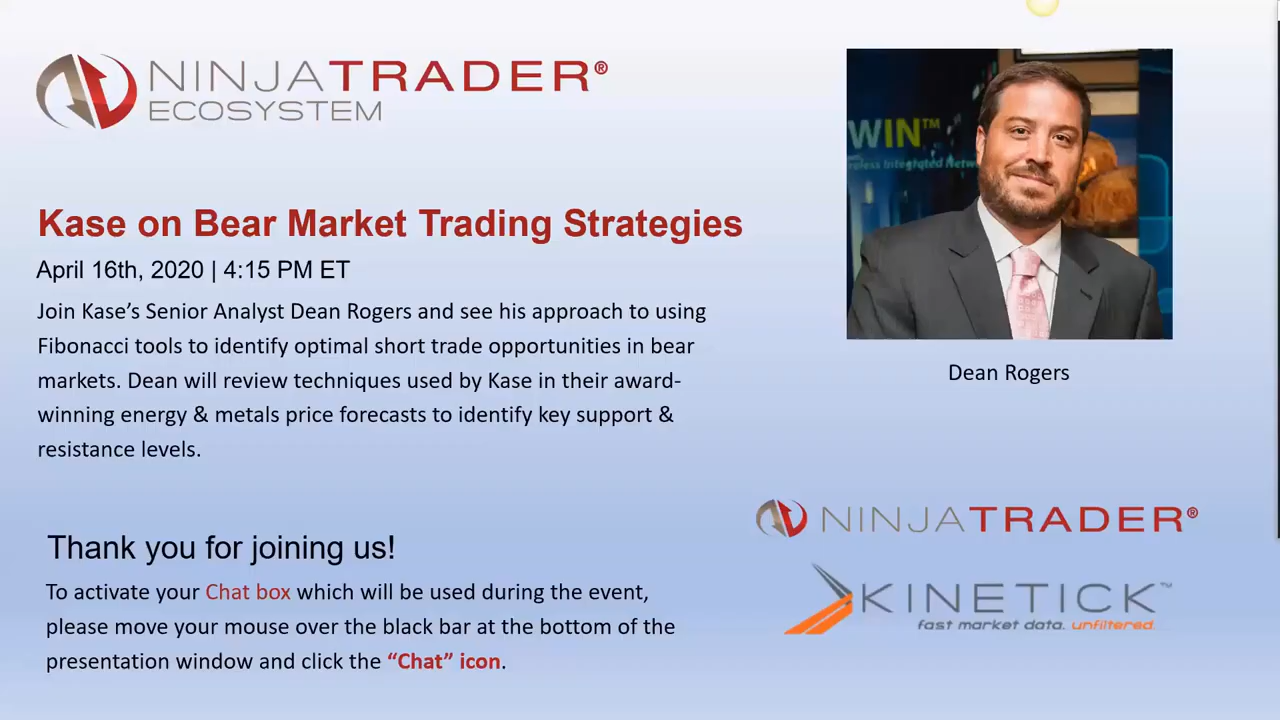 NINJATRADER®
ECOSYSTEM
Kase on Bear Market Trading Strategies
April 16th, 2020 | 4:15 PM ET
Join Kase’s Senior Analyst Dean Rogers and see his approach to using
Fibonacci tools to identify optimal short trade opportunities in bear
markets. Dean will review techniques used by Kase in their award-
winning energy & metals price forecasts to identify key support &
resistance levels.
Thank you for joining us!
To activate your Chat box which will be used during the event,
please move your mouse over the black bar at the bottom of the
presentation window and click the “Chat” icon.
WIN™
Dean Rogers
NINJATRADER®
KINETICK™
fast market data. unfiltered.